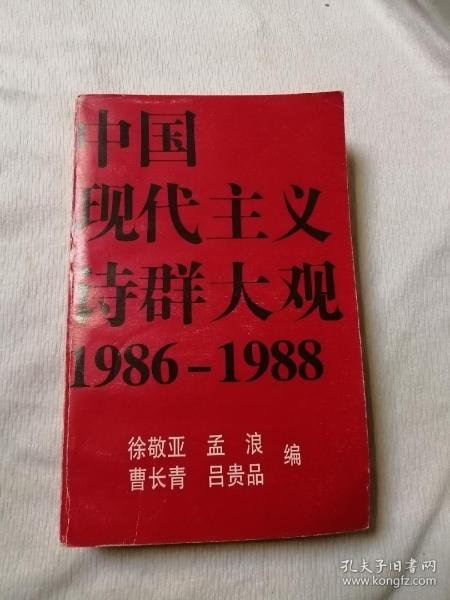 中国
现代主义
诗群大观
1986-1988
徐敬亚 孟浪 编
曹长青 吕贵品
孔夫子旧书网
www.kongfz.com